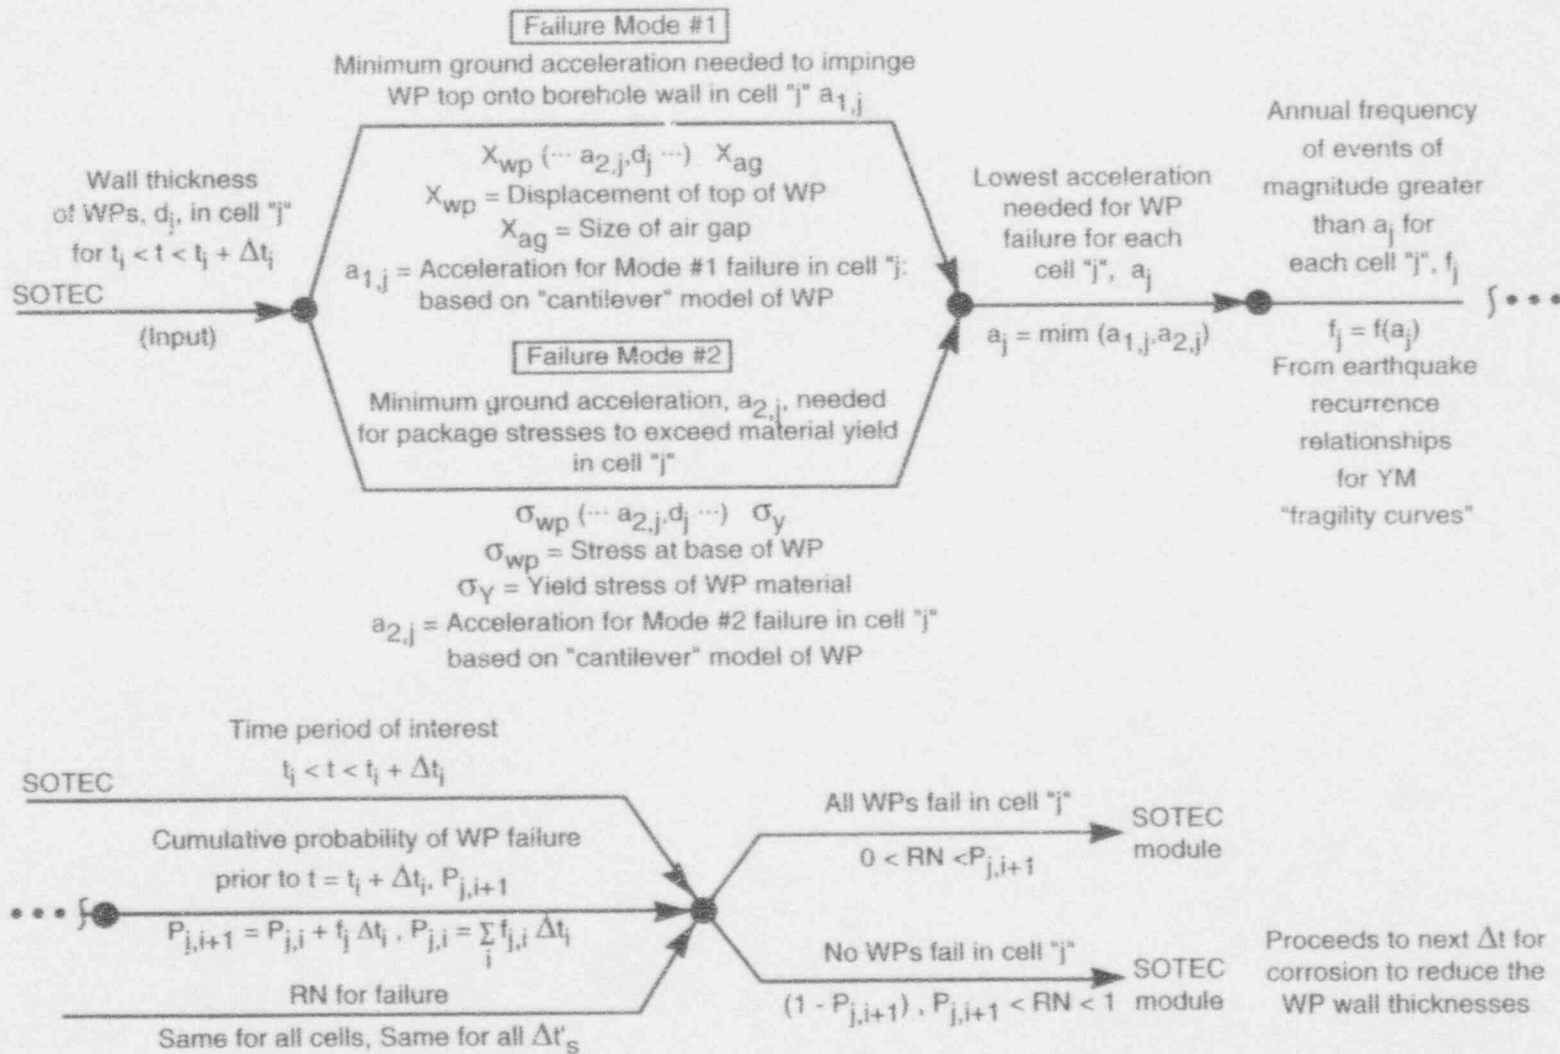 Failure Mode #1
Minimum ground acceleration needed to impinge
WP top onto borehole wall in cell "j" a1,j
Xwp (··· a2,j,dj ···) Xag
Xwp = Displacement of top of WP
Xag = Size of air gap
a1,j = Acceleration for Mode #1 failure in cell "j:
based on "cantilever" model of WP
Wall thickness
of WPs, dj, in cell "j"
for ti < t < ti + Δti
SOTEC
(Input)
Failure Mode #2
Minimum ground acceleration, a2,j, needed
for package stresses to exceed material yield
in cell "j"
σwp (··· a2,j,dj ···) σy
σwp = Stress at base of WP
σY = Yield stress of WP material
a2,j = Acceleration for Mode #2 failure in cell "j"
based on "cantilever" model of WP
Lowest acceleration
needed for WP
failure for each
cell "j", aj
aj = mim (a1,j,a2,j)
Annual frequency
of events of
magnitude greater
than aj for
each cell "j", fj
fj = f(aj)
From earthquake
recurrence
relationships
for YM
"fragility curves"
Time period of interest
ti < t < ti + Δti
SOTEC
Cumulative probability of WP failure
prior to t = ti + Δti, Pj,i+1
Pj,i+1 = Pj,i + fj Δti , Pj,i = Σi fj,i Δti
RN for failure
Same for all cells, Same for all Δt's
All WPs fail in cell "j"
0 < RN <Pj,i+1
SOTEC
module
No WPs fail in cell "j"
(1 - Pj,i+1) , Pj,i+1 < RN < 1
SOTEC
module
Proceeds to next Δt for
corrosion to reduce the
WP wall thicknesses